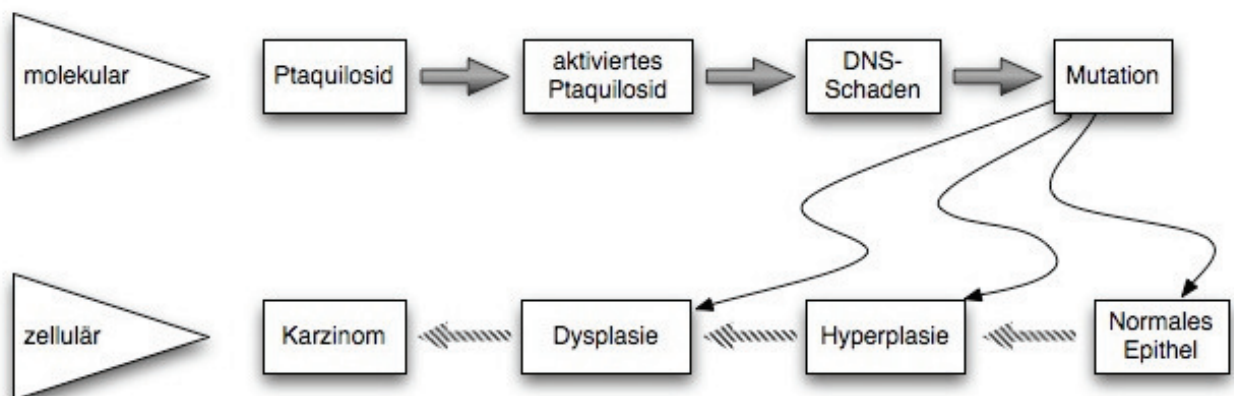 molekular
Ptaquilosid
aktiviertes
Ptaquilosid
DNS-
Schaden
Mutation
zellulär
Karzinom
Dysplasie
Hyperplasie
Normales
Epithel